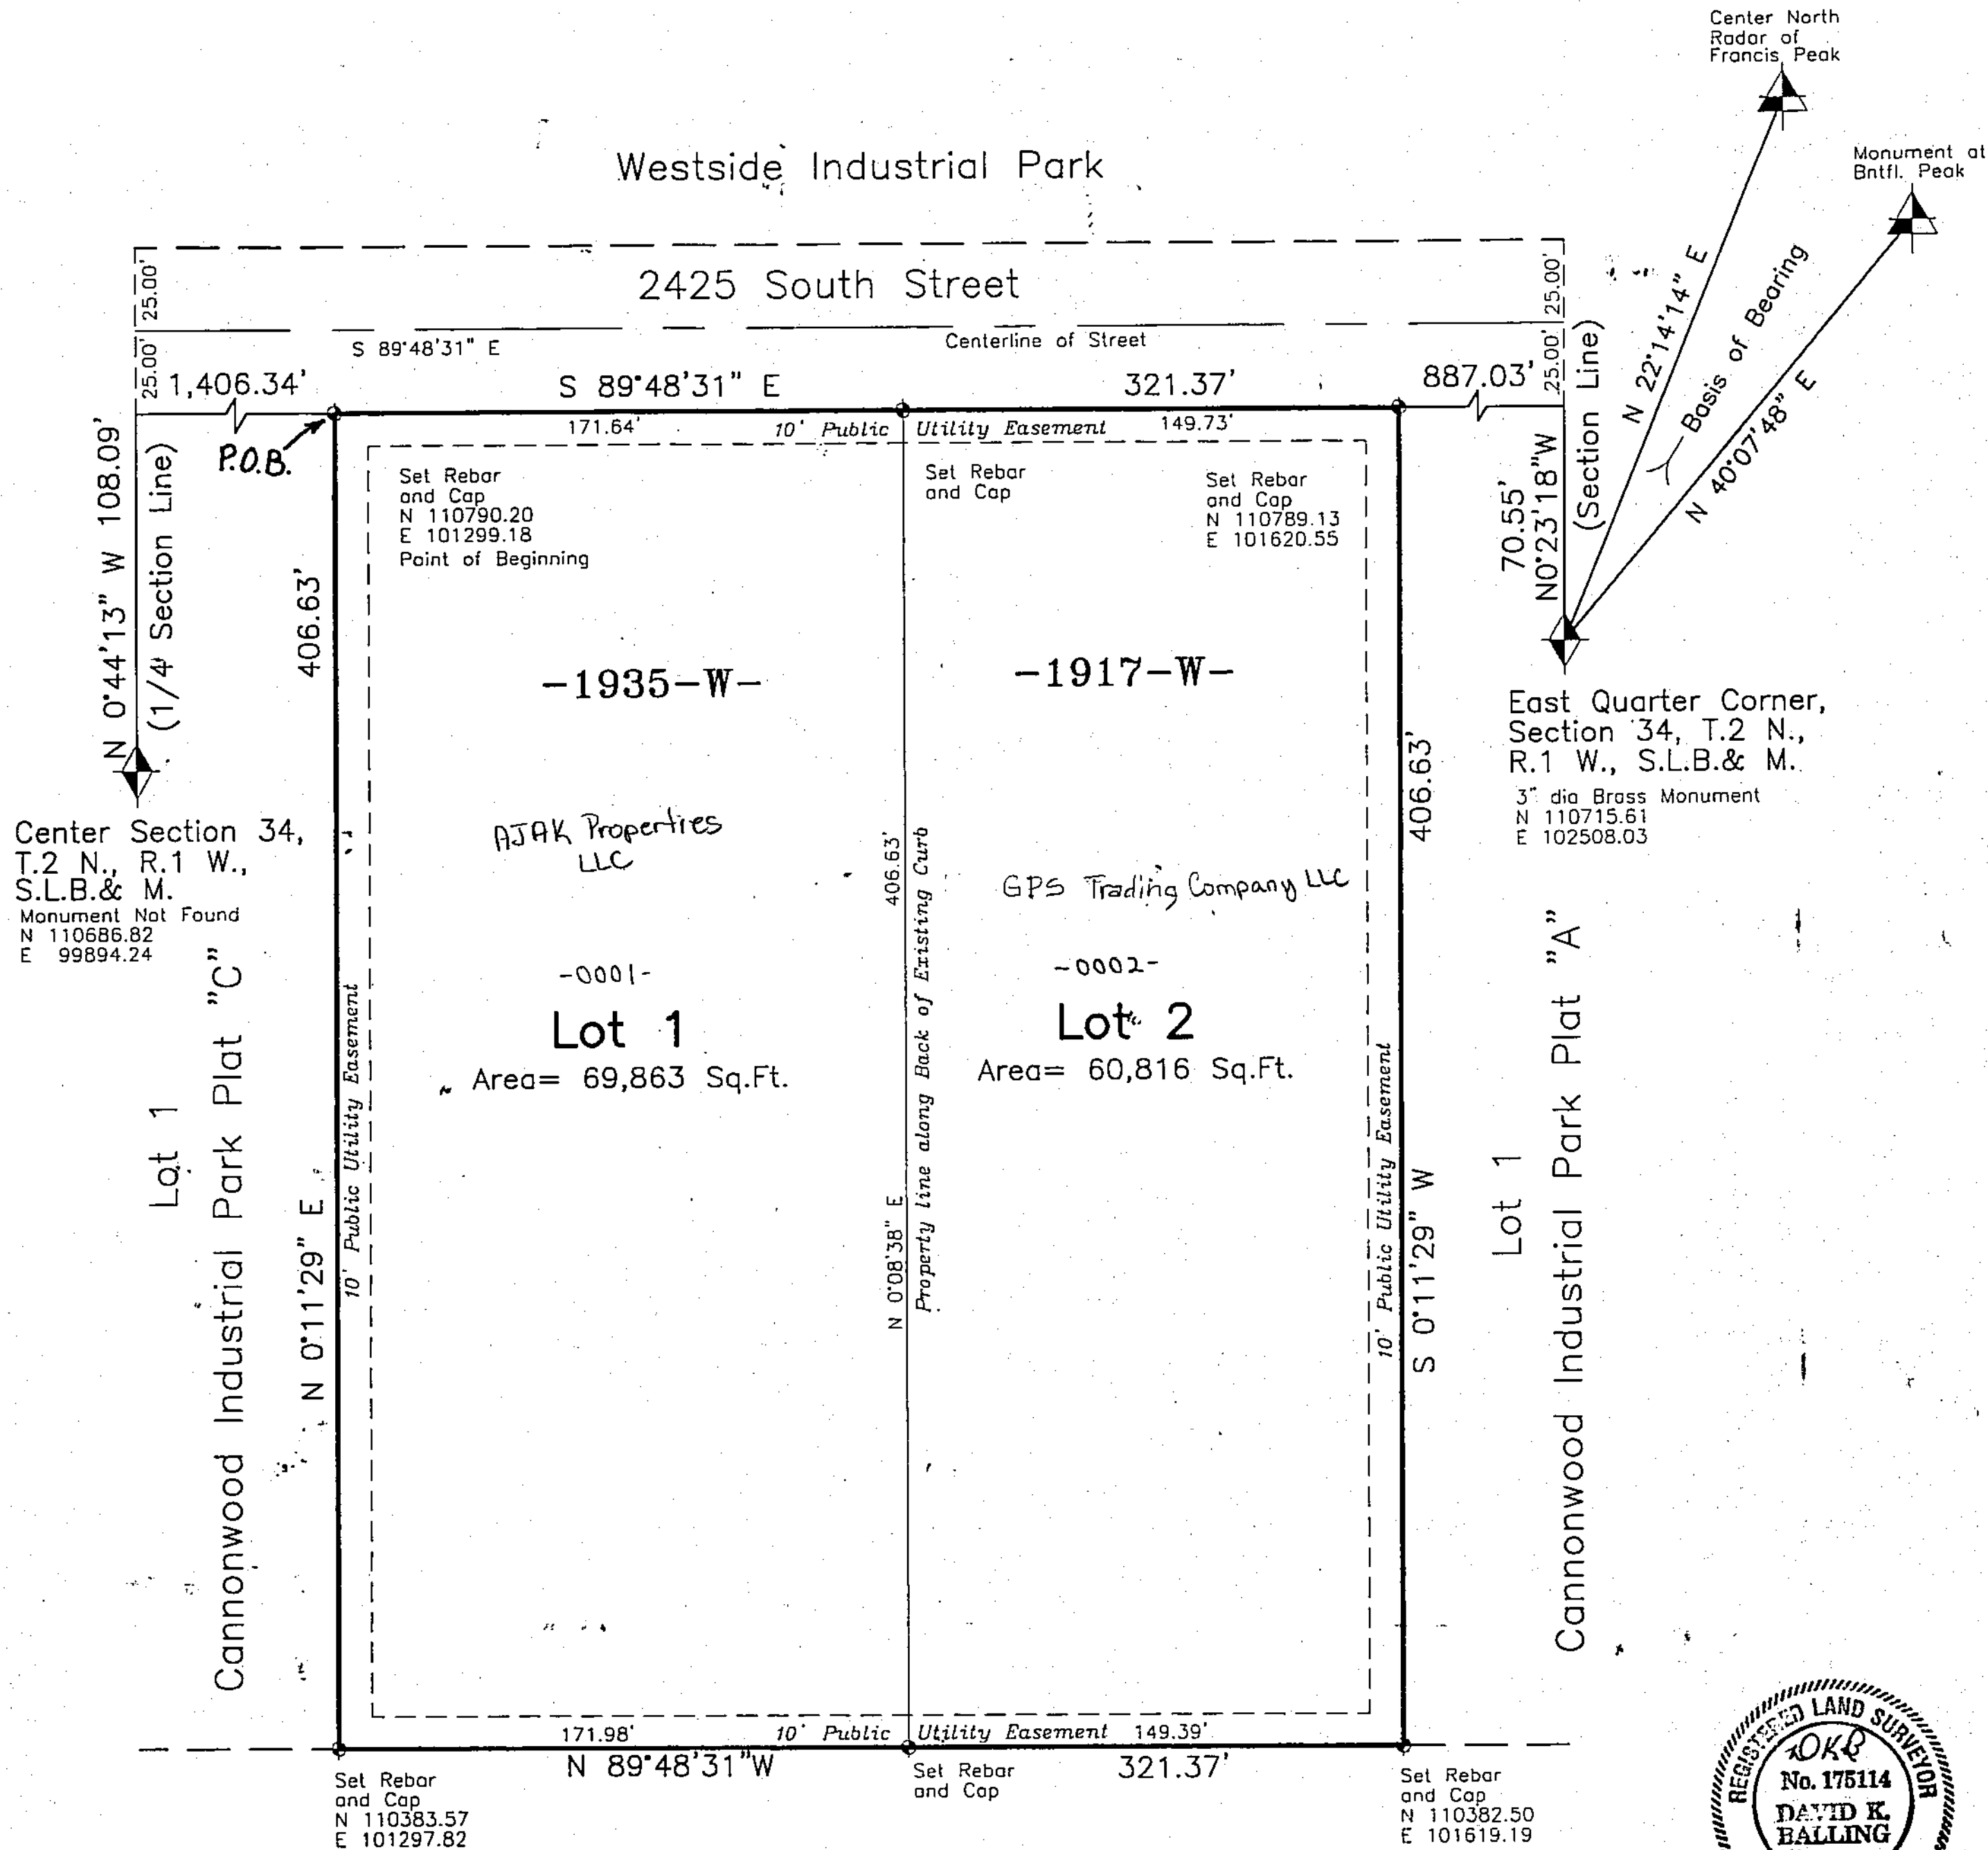 Center North
Radar of
Francis Peak
Monument at
Bntfl. Peak
Westside Industrial Park
2425 South Street
25.00'
25.00'
25.00'
25.00'
S 89°48'31" E
Centerline of Street
1,406.34'
S 89°48'31" E
321.37'
887.03'
(Section Line)
N 22°14'14" E
Basis of Bearing
N 40°07'48" E
P.O.B.
171.64'
10' Public Utility Easement
149.73'
N 0°44'13" W 108.09'
(1/4 Section Line)
70.55'
N0°23'18"W
Set Rebar
and Cap
N 110790.20
E 101299.18
Point of Beginning
Set Rebar
and Cap
Set Rebar
and Cap
N 110789.13
E 101620.55
406.63'
-1935-W-
-1917-W-
East Quarter Corner,
Section 34, T.2 N.,
R.1 W., S.L.B.& M.
3" dia Brass Monument
N 110715.61
E 102508.03
Center Section 34,
T.2 N., R.1 W.,
S.L.B.& M.
Monument Not Found
N 110686.82
E 99894.24
AJAK Properties
LLC
GPS Trading Company LLC
406.63'
406.63'
-0001-
Lot 1
Area= 69,863 Sq.Ft.
-0002-
Lot 2
Area= 60,816 Sq.Ft.
Lot 1
Cannonwood Industrial Park Plat "C"
N 0°11'29" E
10' Public Utility Easement
N 0°08'38" E
Property line along Back of Existing Curb
10' Public Utility Easement
S 0°11'29" W
Lot 1
Cannonwood Industrial Park Plat "A"
171.98'
10' Public Utility Easement
149.39'
N 89°48'31"W
321.37'
Set Rebar
and Cap
N 110383.57
E 101297.82
Set Rebar
and Cap
Set Rebar
and Cap
N 110382.50
E 101619.19
REGISTERED LAND SURVEYOR
DKB
No. 175114
DAVID K.
BALLING